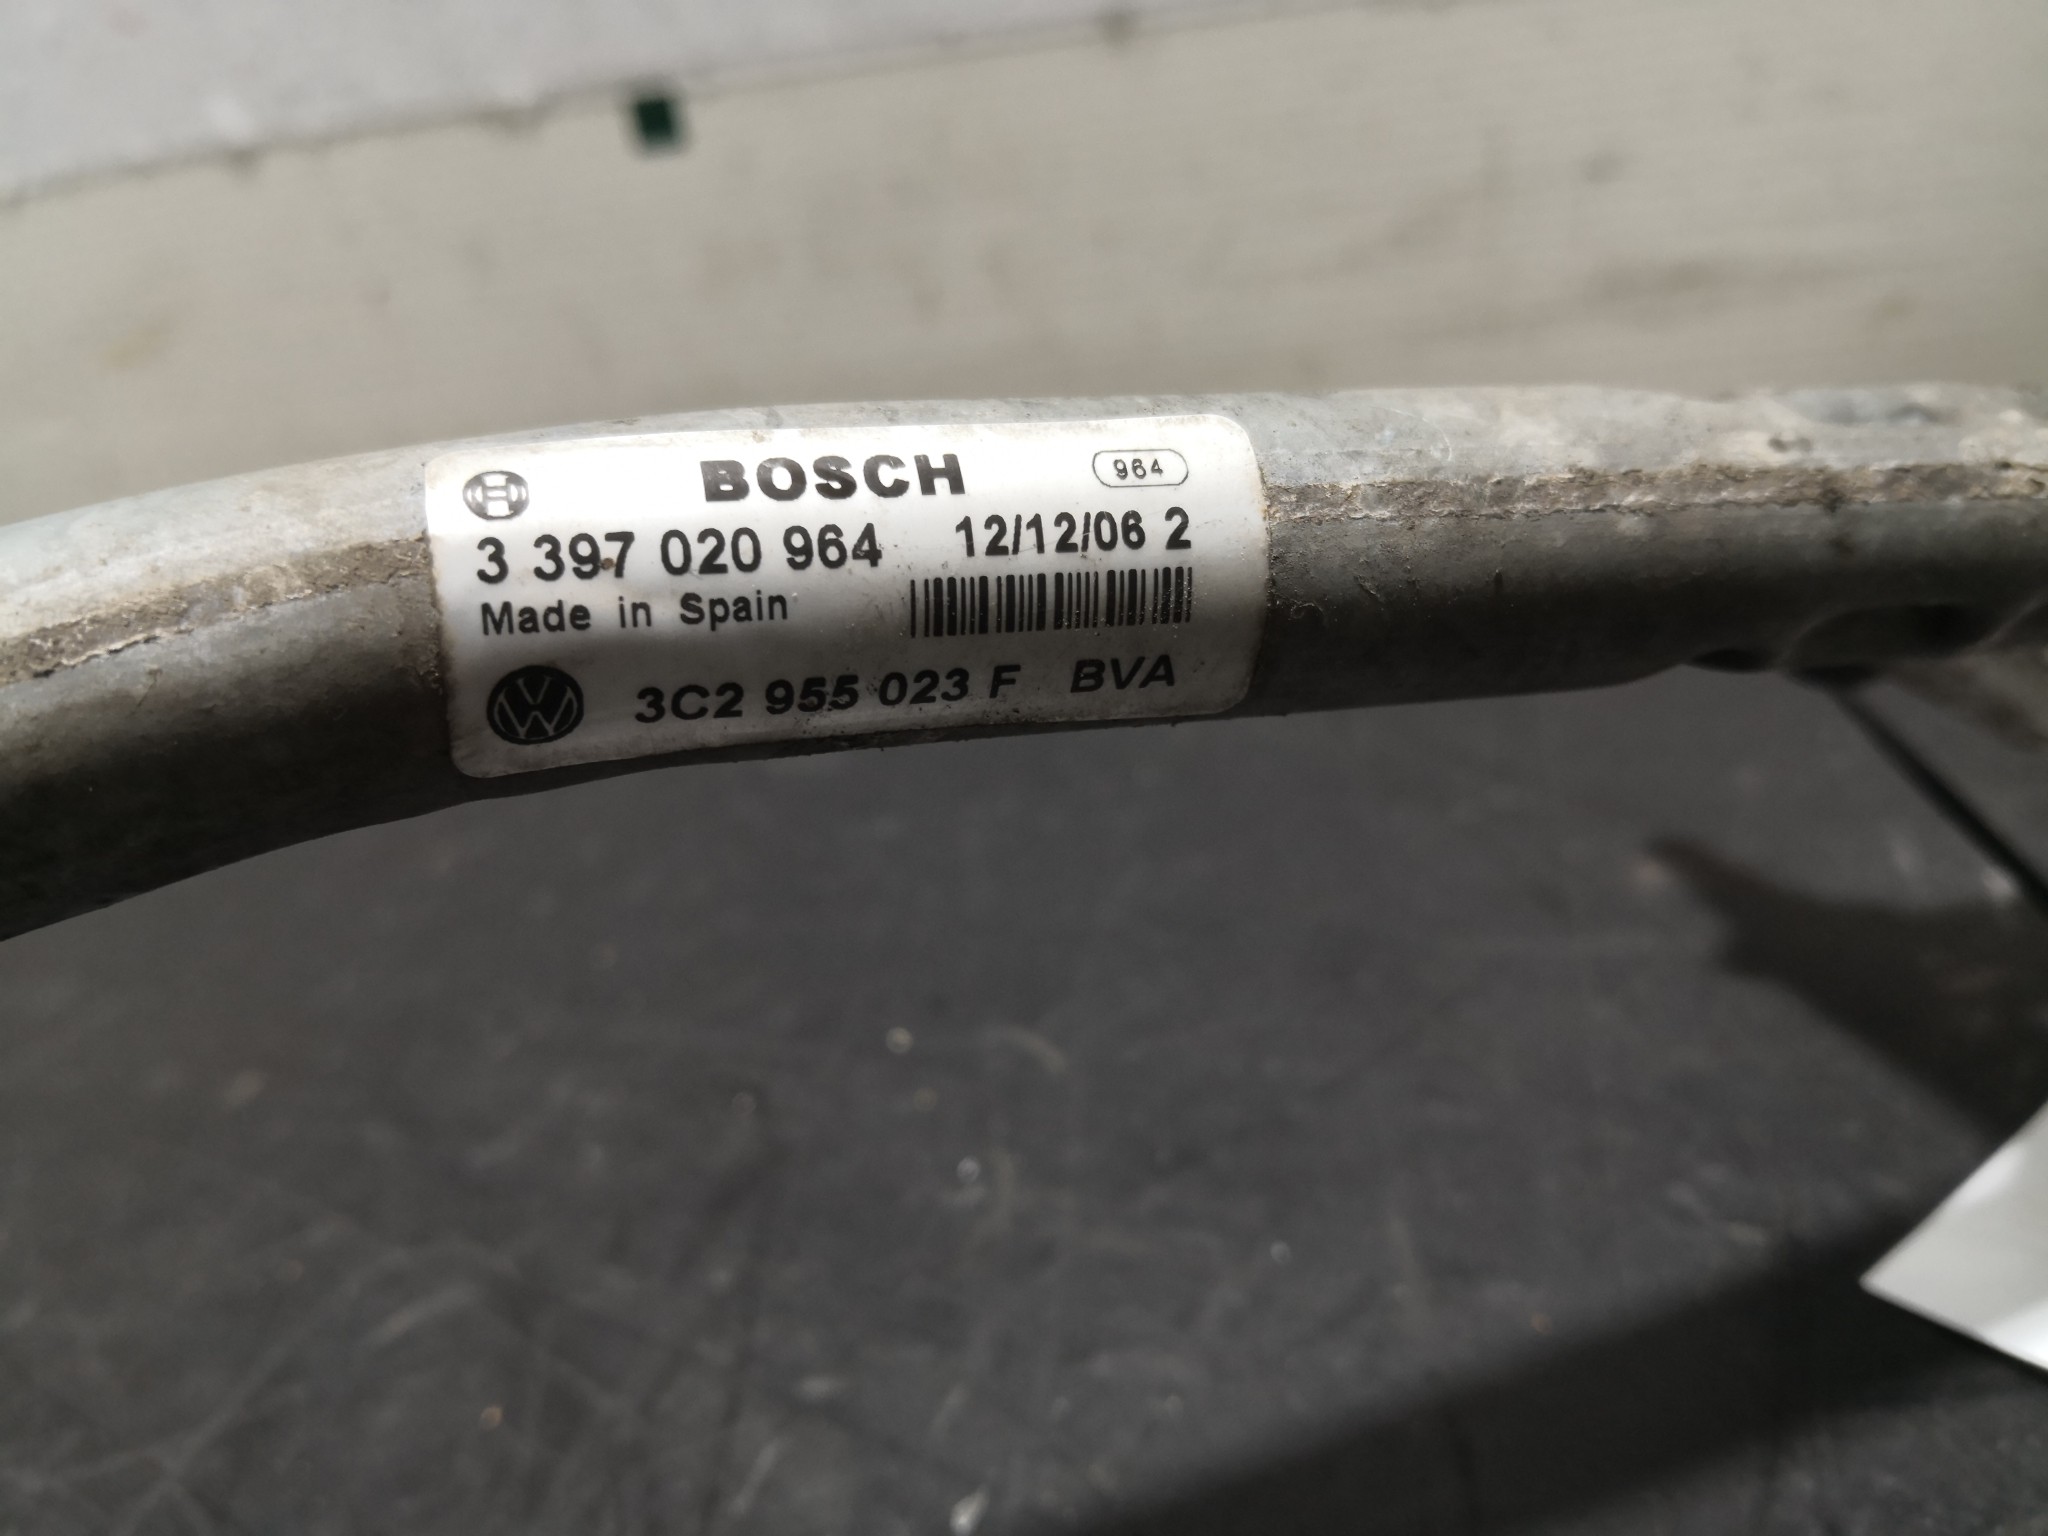 BOSCH 964
3 397 020 964 12/12/06 2
Made in Spain
3C2 955 023 F BVA